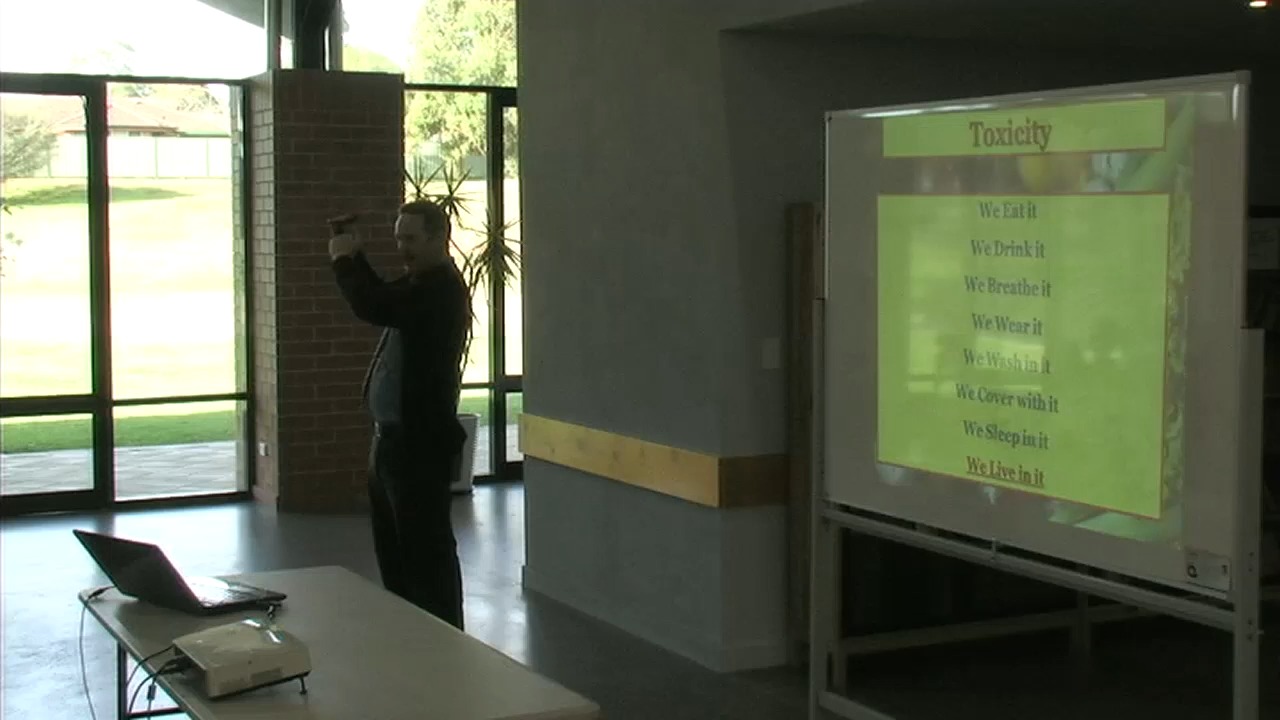 Toxicity
We Eat it
We Drink it
We Breathe it
We Wear it
We Wash in it
We Cover with it
We Sleep in it
We Live in it